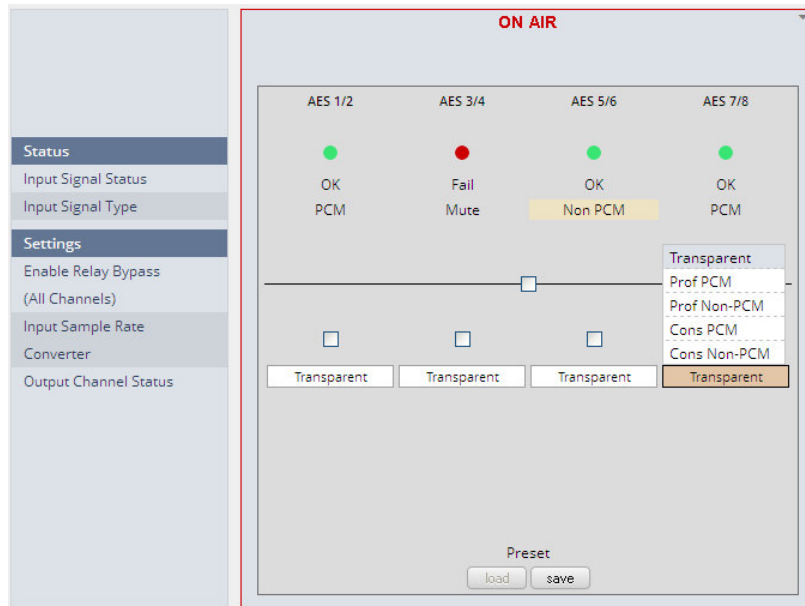 ON AIR
AES 1/2 AES 3/4 AES 5/6 AES 7/8
Status
Input Signal Status OK Fail OK OK
Input Signal Type PCM Mute Non PCM PCM
Settings
Enable Relay Bypass
(All Channels)
Input Sample Rate
Converter
Output Channel Status
Transparent
Prof PCM
Prof Non-PCM
Cons PCM
Cons Non-PCM
Transparent Transparent Transparent Transparent
Preset
load save